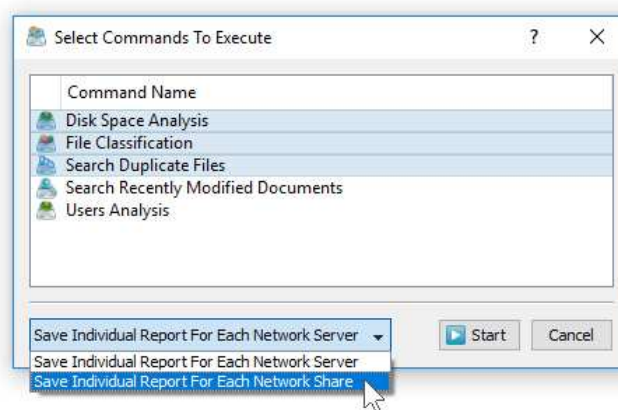 Select Commands To Execute
?
Command Name
Disk Space Analysis
File Classification
Search Duplicate Files
Search Recently Modified Documents
Users Analysis
Save Individual Report For Each Network Server
Start
Cancel
Save Individual Report For Each Network Server
Save Individual Report For Each Network Share